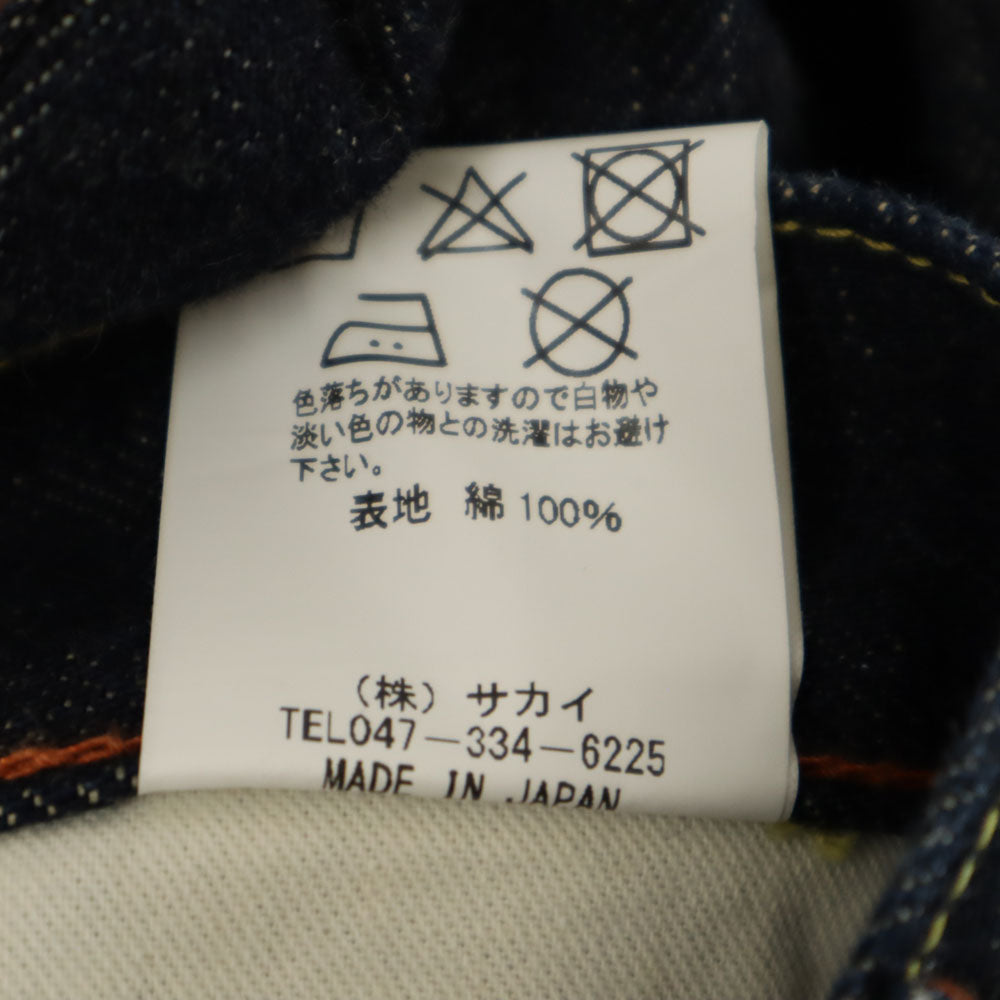 色落ちがありますので白物や
淡い色の物との洗濯はお避け
下さい。
表地 綿 100%
（株）サカイ
TEL047－334－6225
MADE IN JAPAN